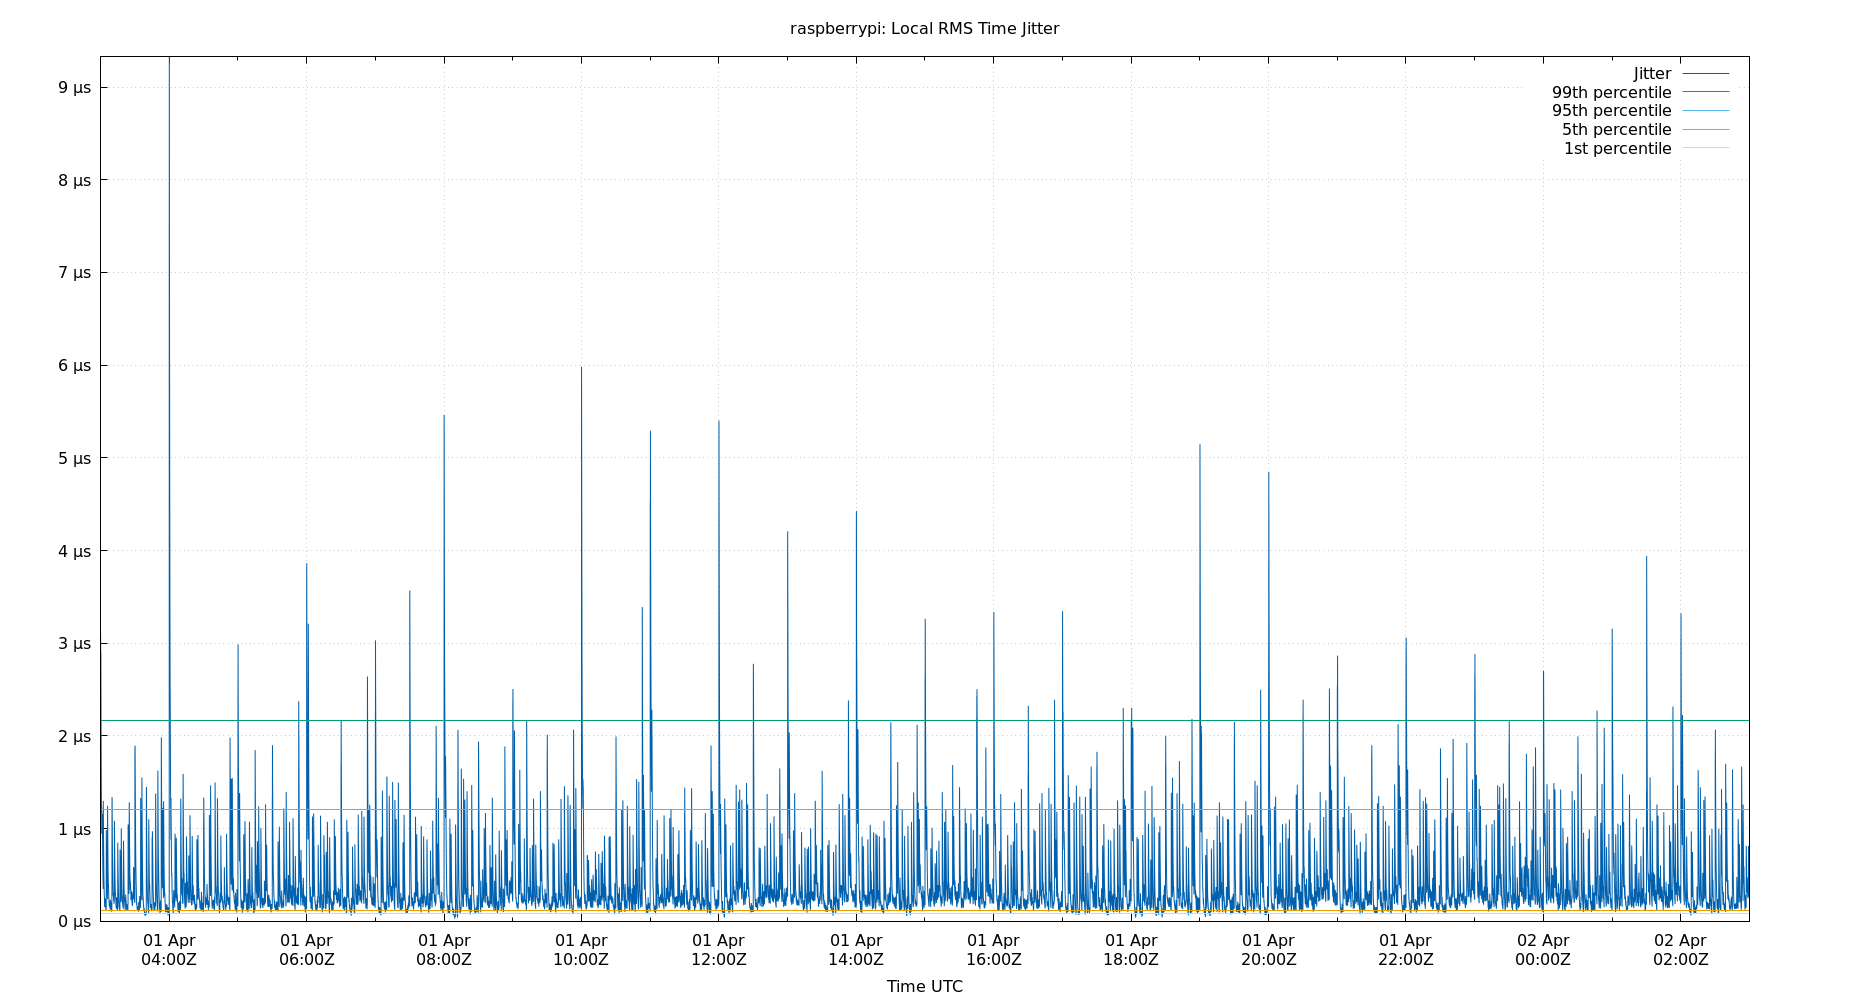 raspberrypi: Local RMS Time Jitter
Jitter
99th percentile
95th percentile
5th percentile
1st percentile
9 μs
8 μs
7 μs
6 μs
5 μs
4 μs
3 μs
2 μs
1 μs
0 μs
01 Apr 01 Apr 01 Apr 01 Apr 01 Apr 01 Apr 01 Apr 01 Apr 01 Apr 01 Apr 02 Apr 02 Apr
04:00Z 06:00Z 08:00Z 10:00Z 12:00Z 14:00Z 16:00Z 18:00Z 20:00Z 22:00Z 00:00Z 02:00Z
Time UTC